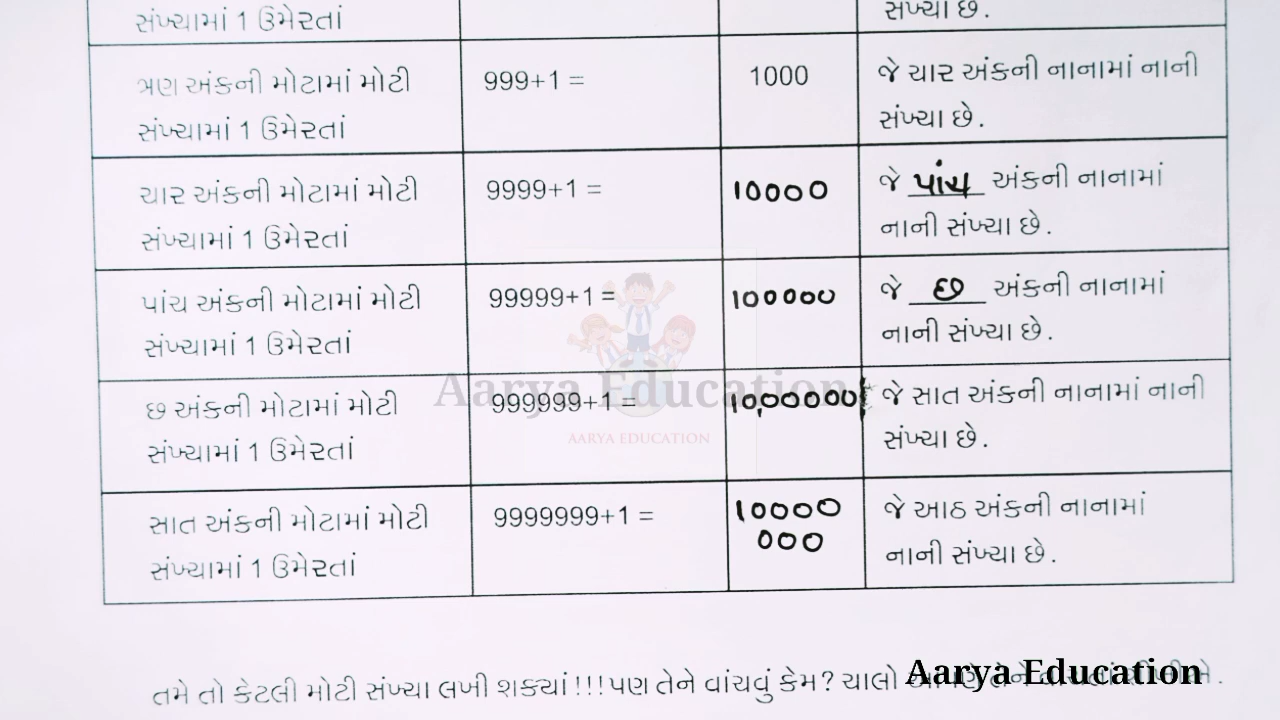 સંખ્યામાં 1 ઉમેરતાં
સંખ્યા છે.
ત્રણ અંકની મોટામાં મોટી
સંખ્યામાં 1 ઉમેરતાં
999+1 =
1000
જે ચાર અંકની નાનામાં નાની
સંખ્યા છે.
ચાર અંકની મોટામાં મોટી
સંખ્યામાં 1 ઉમેરતાં
9999+1 =
10000
જે પાંચ અંકની નાનામાં
નાની સંખ્યા છે.
પાંચ અંકની મોટામાં મોટી
સંખ્યામાં 1 ઉમેરતાં
99999+1 =
100000
જે છ અંકની નાનામાં
નાની સંખ્યા છે.
છ અંકની મોટામાં મોટી
સંખ્યામાં 1 ઉમેરતાં
999999+1 =
10,00000
જે સાત અંકની નાનામાં નાની
સંખ્યા છે.
Aarya Education
AARYA EDUCATION
સાત અંકની મોટામાં મોટી
સંખ્યામાં 1 ઉમેરતાં
9999999+1 =
10000
000
જે આઠ અંકની નાનામાં
નાની સંખ્યા છે.
તમે તો કેટલી મોટી સંખ્યા લખી શક્યાં!!! પણ તેને વાંચવું કેમ? ચાલો
Aarya Education